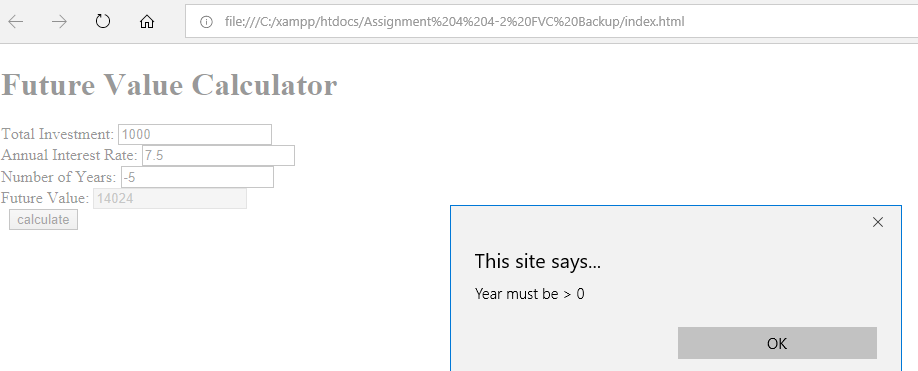 file:///C:/xampp/htdocs/Assignment%204%204-2%20FVC%20Backup/index.html
Future Value Calculator
Total Investment: 1000
Annual Interest Rate: 7.5
Number of Years: -5
Future Value: 14024
calculate
This site says...
Year must be > 0
OK